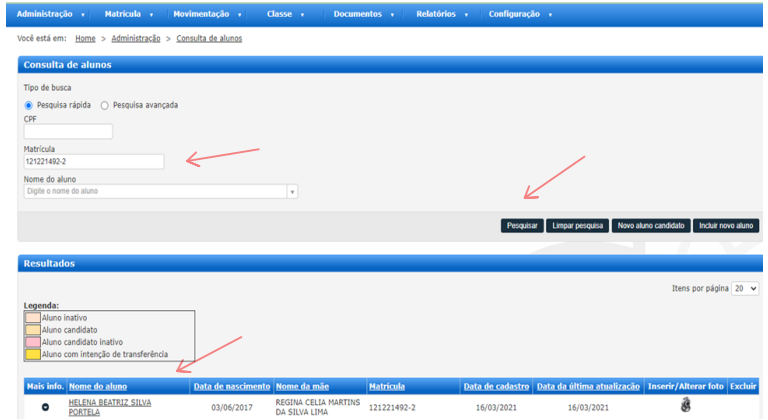 Administração Matrícula Movimentação Classe Documentos Relatórios Configuração
Você está em: Home > Administração > Consulta de alunos
Consulta de alunos
Tipo de busca
Pesquisa rápida Pesquisa avançada
CPF
Matrícula
121221492-2
Nome do aluno
Digite o nome do aluno
Pesquisar Limpar pesquisa Novo aluno candidato Incluir novo aluno
Resultados
Itens por página 20
Legenda:
Aluno inativo
Aluno candidato
Aluno candidato inativo
Aluno com intenção de transferência
Mais info. Nome do aluno Data de nascimento Nome da mãe Matrícula Data de cadastro Data da última atualização Inserir/Alterar foto Excluir
HELENA BEATRIZ SILVA PORTELA 03/06/2017 REGINA CELIA MARTINS DA SILVA LIMA 121221492-2 16/03/2021 16/03/2021